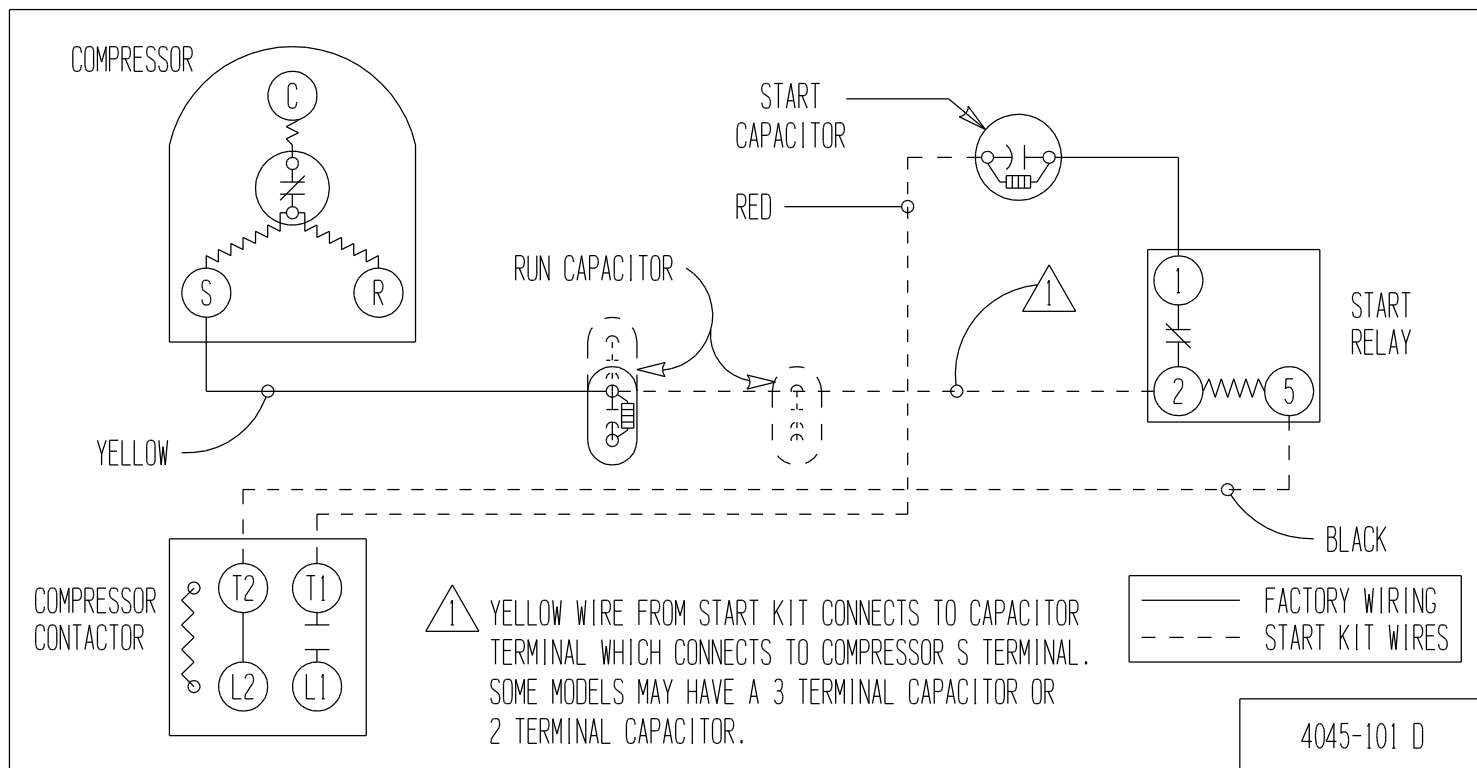 COMPRESSOR
C
S
R
START
CAPACITOR
RED
RUN CAPACITOR
1
1
2
5
START
RELAY
YELLOW
BLACK
COMPRESSOR
CONTACTOR
T2
T1
L2
L1
1
YELLOW WIRE FROM START KIT CONNECTS TO CAPACITOR
TERMINAL WHICH CONNECTS TO COMPRESSOR S TERMINAL.
SOME MODELS MAY HAVE A 3 TERMINAL CAPACITOR OR
2 TERMINAL CAPACITOR.
FACTORY WIRING
START KIT WIRES
4045-101 D